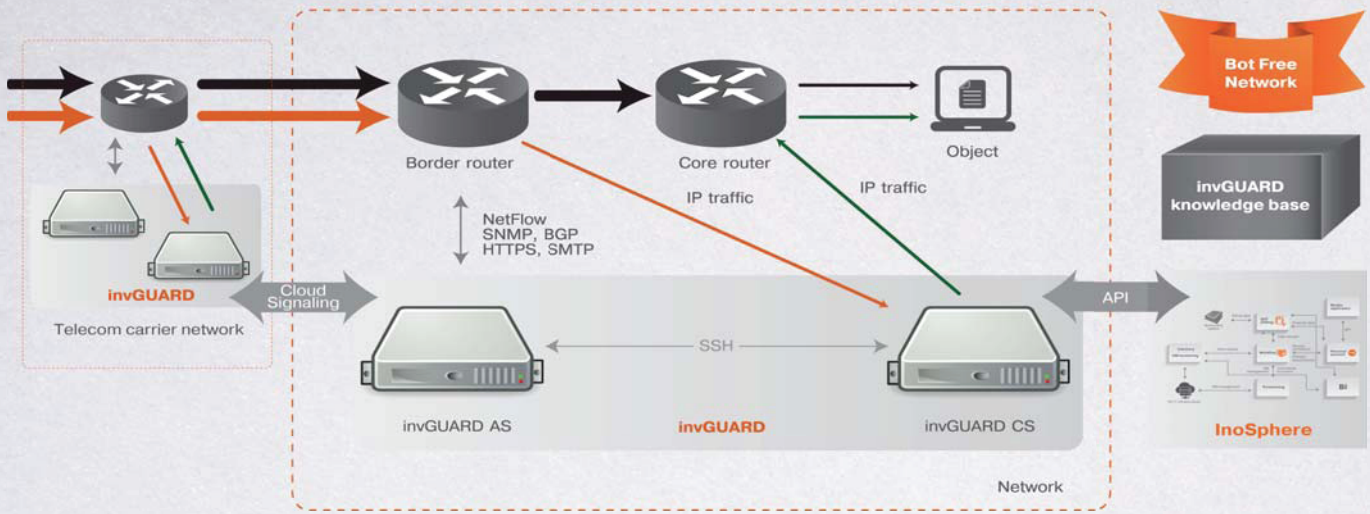 Bot Free
Network
Border router
Core router
Object
IP traffic
IP traffic
invGUARD
knowledge base
NetFlow
SNMP, BGP
HTTPS, SMTP
invGUARD
Cloud
Signaling
API
Telecom carrier network
SSH
invGUARD AS
invGUARD
invGUARD CS
BI
InoSphere
Network